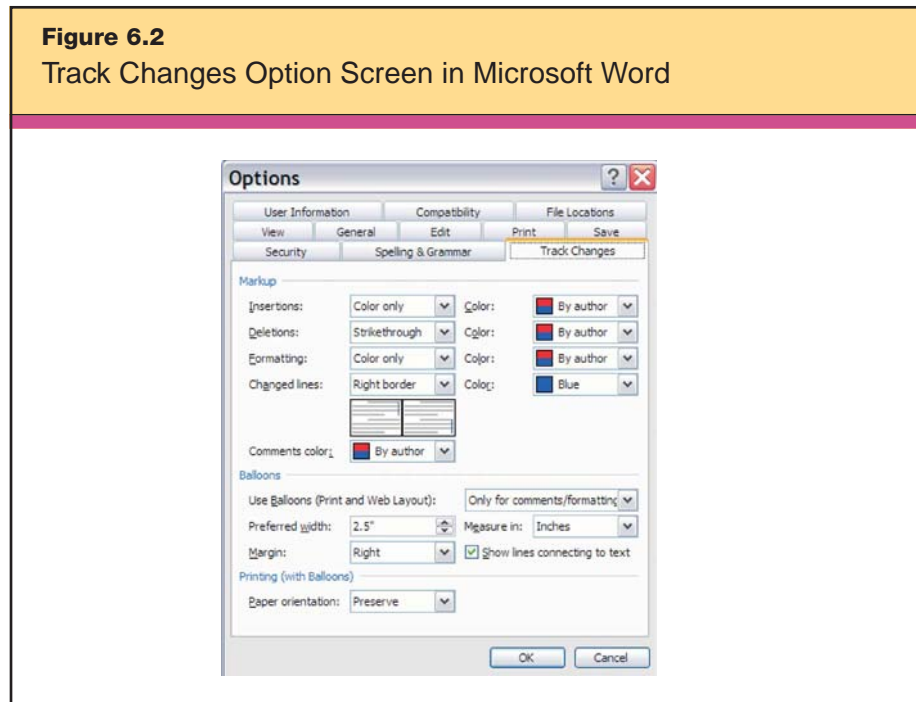 Figure 6.2
Track Changes Option Screen in Microsoft Word
Options
User Information Compatibility File Locations
View General Edit Print Save
Security Spelling & Grammar Track Changes
Markup
Insertions: Color only Color: By author
Deletions: Strikethrough Color: By author
Formatting: Color only Color: By author
Changed lines: Right border Color: Blue
Comments color: By author
Balloons
Use Balloons (Print and Web Layout): Only for comments/formatting
Preferred width: 2.5" Measure in: Inches
Margin: Right Show lines connecting to text
Printing (with Balloons)
Paper orientation: Preserve
OK Cancel